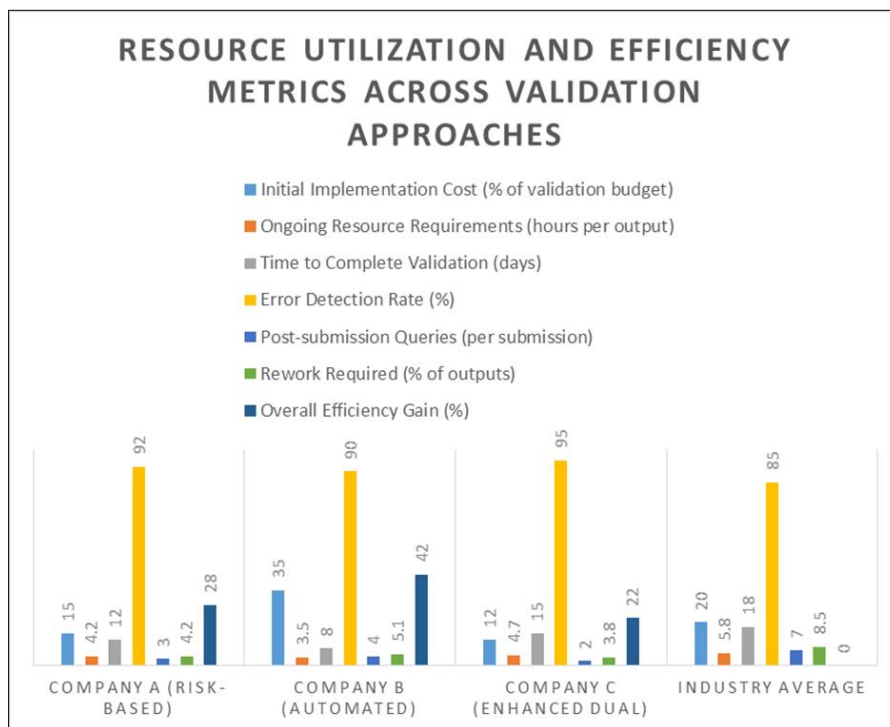 RESOURCE UTILIZATION AND EFFICIENCY
METRICS ACROSS VALIDATION
APPROACHES
Initial Implementation Cost (% of validation budget)
Ongoing Resource Requirements (hours per output)
Time to Complete Validation (days)
Error Detection Rate (%)
Post-submission Queries (per submission)
Rework Required (% of outputs)
Overall Efficiency Gain (%)
15
4.2
12
92
3
4.2
28
35
3.5
8
90
4
5.1
42
12
4.7
15
95
2
3.8
22
20
5.8
18
85
7
8.5
0
COMPANY A (RISK-
BASED)
COMPANY B
(AUTOMATED)
COMPANY C
(ENHANCED DUAL)
INDUSTRY AVERAGE